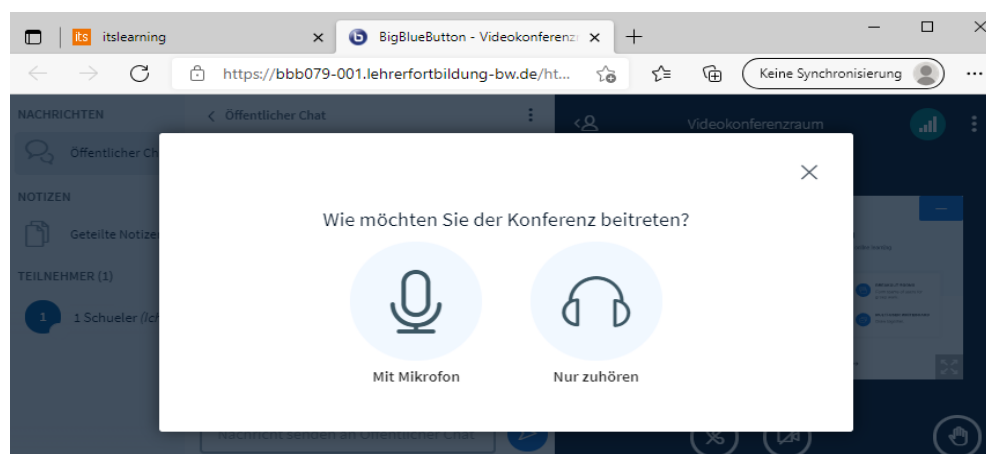 its itslearning
BigBlueButton - Videokonferenz
https://bbb079-001.lehrerfortbildung-bw.de/ht...
Keine Synchronisierung
NACHRICHTEN
Öffentlicher Ch
NOTIZEN
Geteilte Notize
TEILNEHMER (1)
1 1 Schueler (Ich
Öffentlicher Chat
Videokonferenzraum
Wie möchten Sie der Konferenz beitreten?
Mit Mikrofon
Nur zuhören
Nachricht senden an Öffentlicher Chat